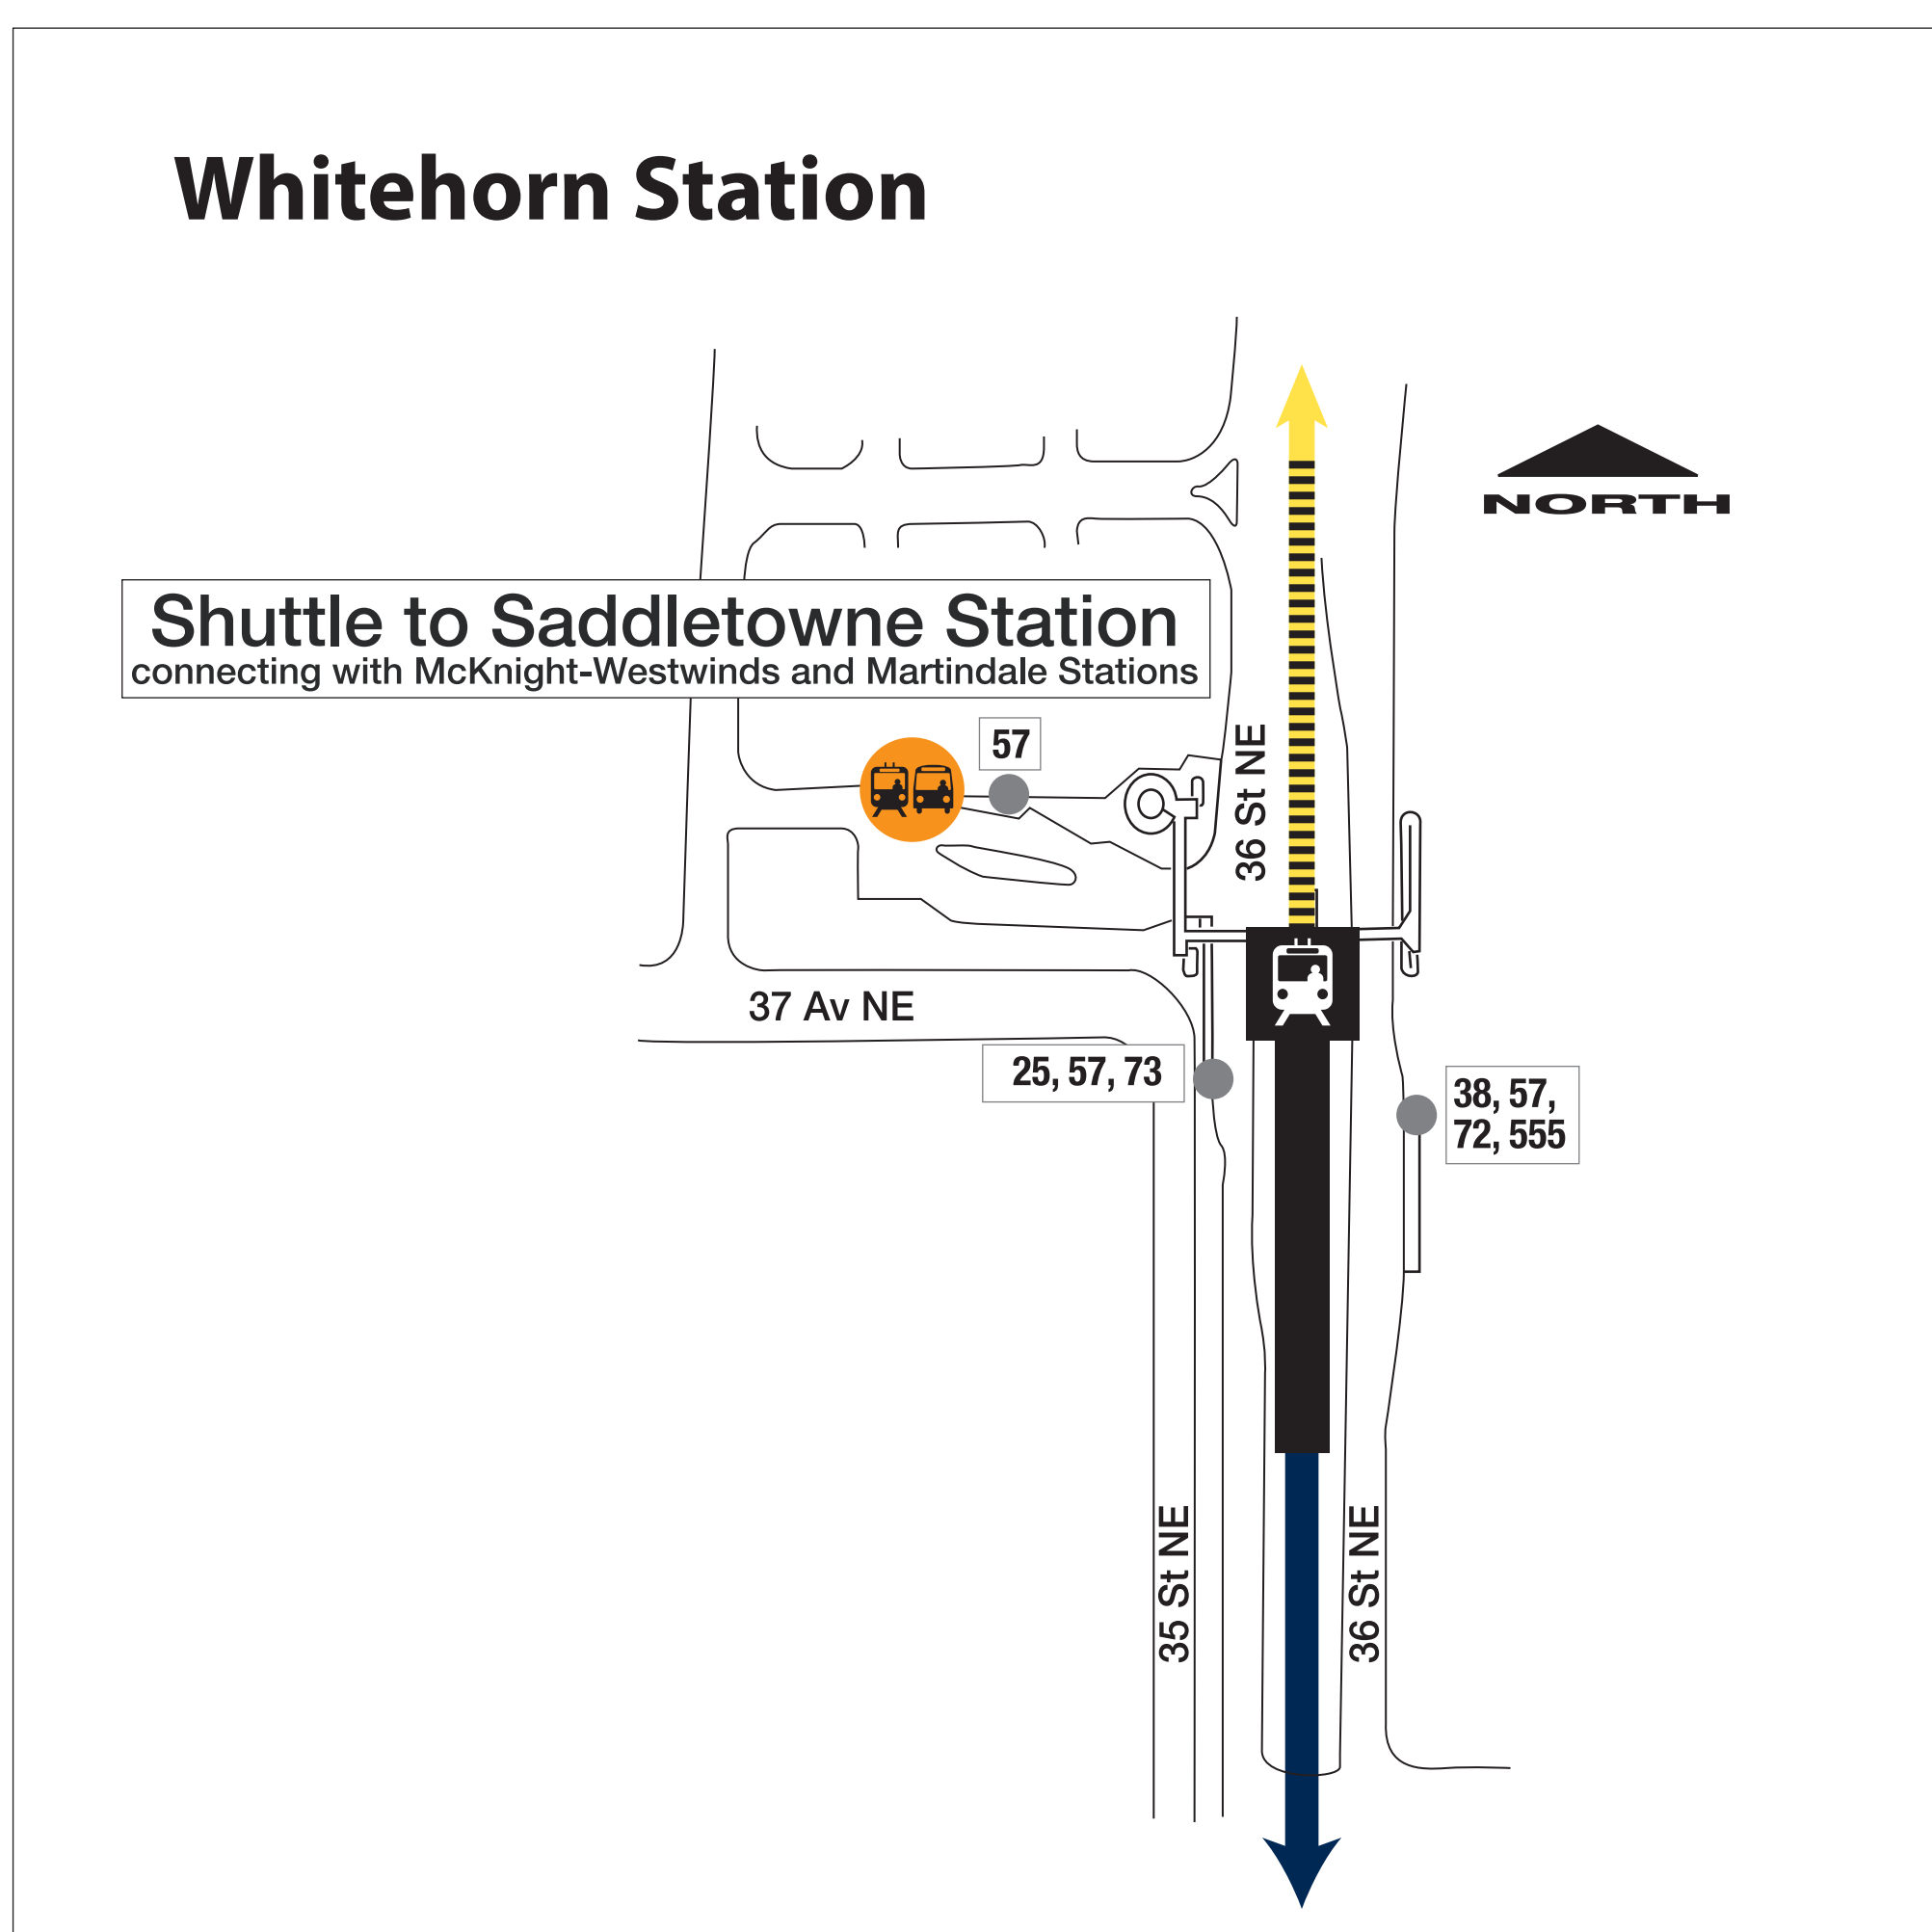 Whitehorn Station
NORTH
Shuttle to Saddletowne Station
connecting with McKnight-Westwinds and Martindale Stations
57
36 St NE
37 Av NE
25, 57, 73
38, 57,
72, 555
35 St NE
36 St NE